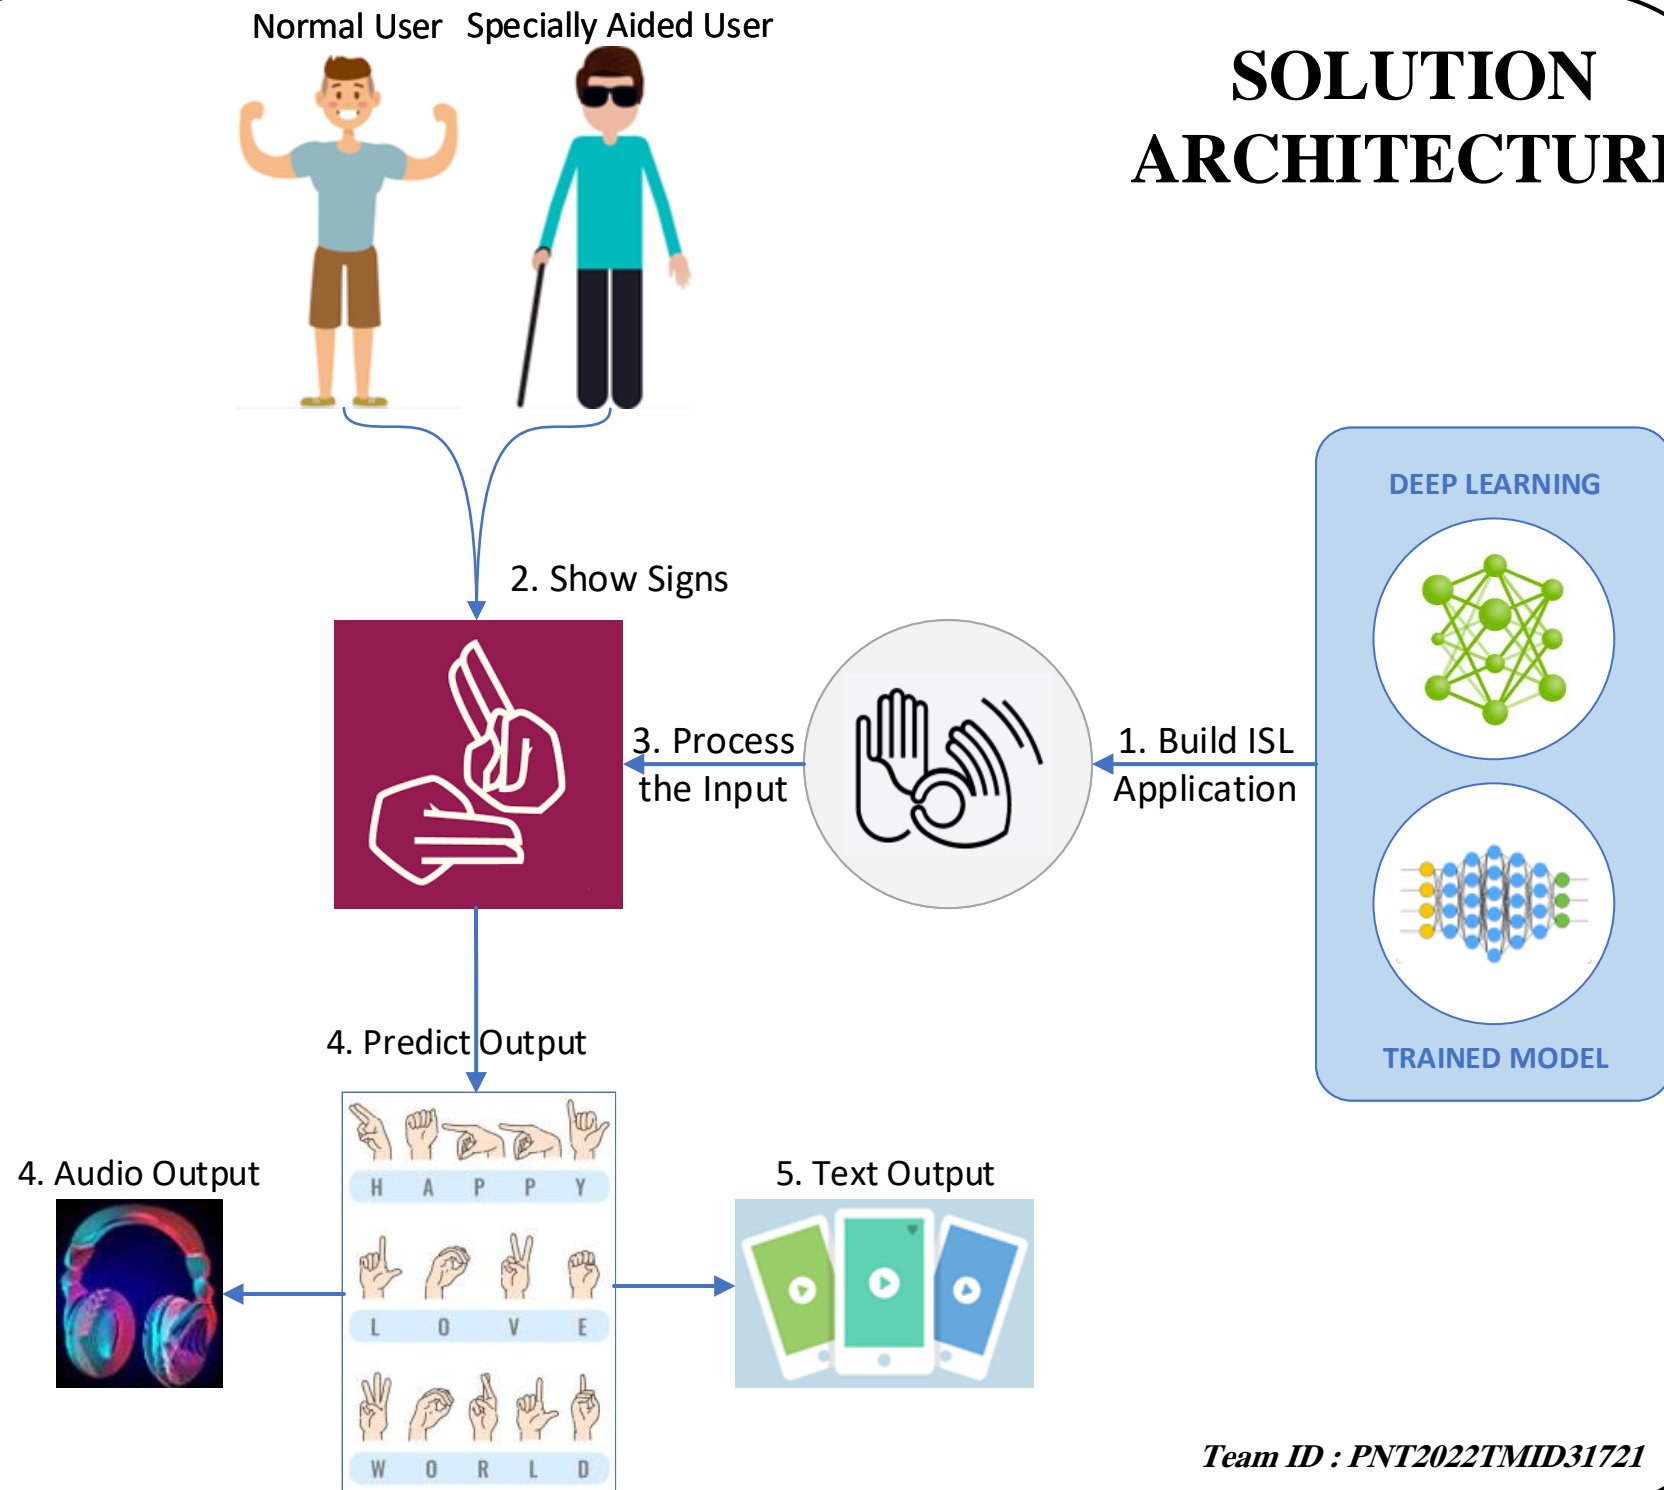 Normal User
Specially Aided User
SOLUTION
ARCHITECTURE
DEEP LEARNING
2. Show Signs
3. Process
the Input
1. Build ISL
Application
TRAINED MODEL
4. Predict Output
4. Audio Output
5. Text Output
H A P P Y
L O V E
W O R L D
Team ID : PNT2022TMID31721